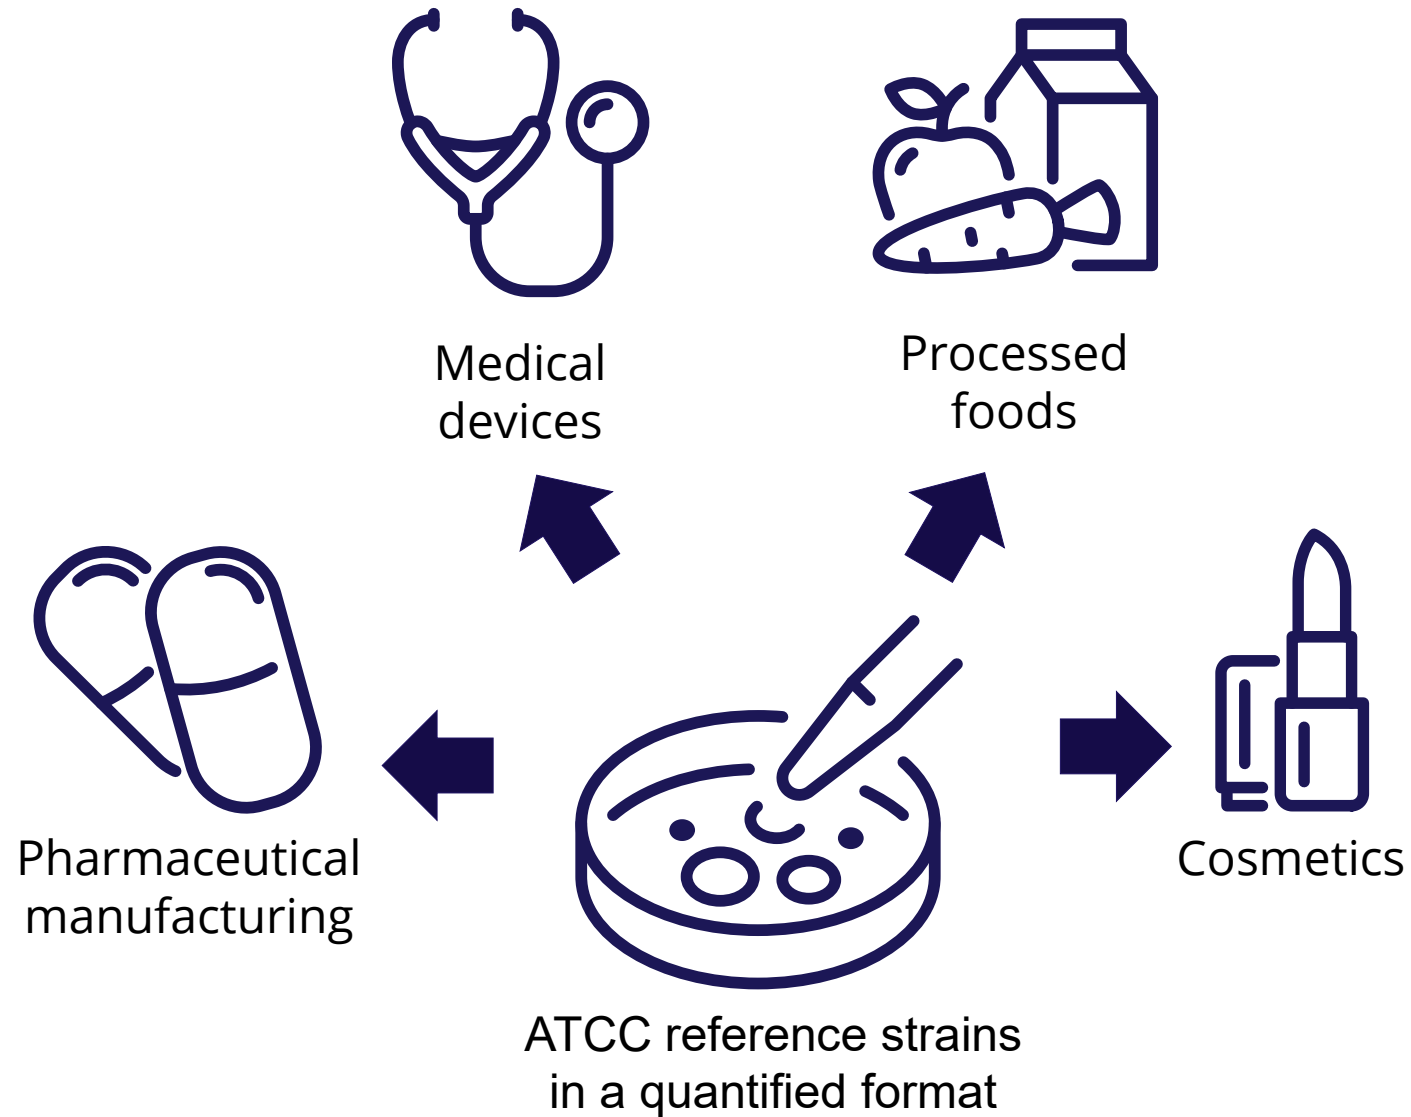 Medical
devices
Processed
foods
Pharmaceutical
manufacturing
Cosmetics
ATCC reference strains
in a quantified format